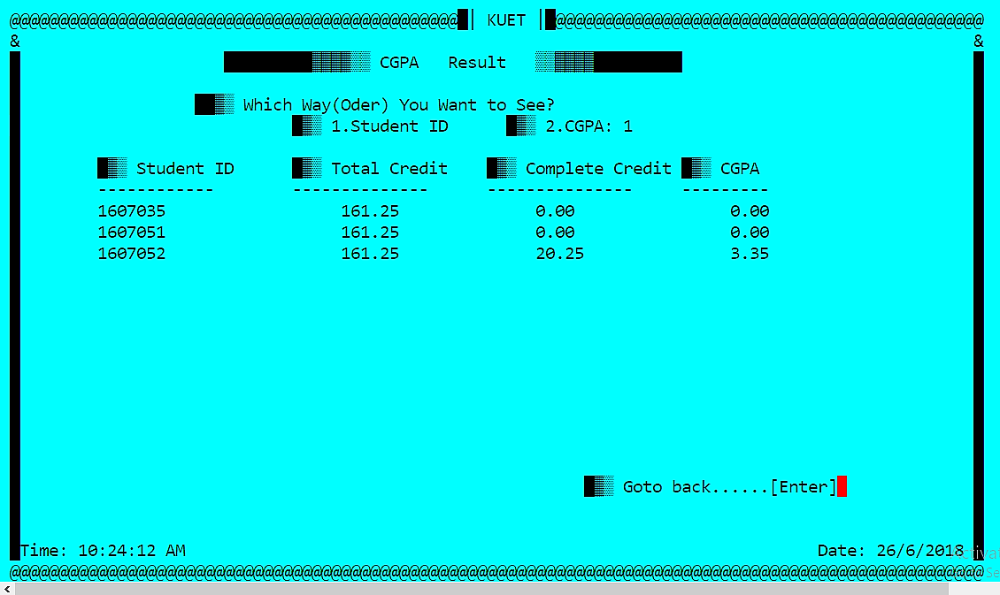 @@@@@@@@@@@@@@@@@@@@@@@@@@@@@@@@@@@@@@@@@@@@@@█│ KUET │█@@@@@@@@@@@@@@@@@@@@@@@@@@@@@@@@@@@@@@@@@@@@
& &
CGPA Result
Which Way(Oder) You Want to See?
1.Student ID 2.CGPA: 1
Student ID Total Credit Complete Credit CGPA
------------ -------------- --------------- ---------
1607035 161.25 0.00 0.00
1607051 161.25 0.00 0.00
1607052 161.25 20.25 3.35
Goto back......[Enter]
Time: 10:24:12 AM Date: 26/6/2018
@@@@@@@@@@@@@@@@@@@@@@@@@@@@@@@@@@@@@@@@@@@@@@@@@@@@@@@@@@@@@@@@@@@@@@@@@@@@@@@@@@@@@@@@@@@@@@@@@@@@